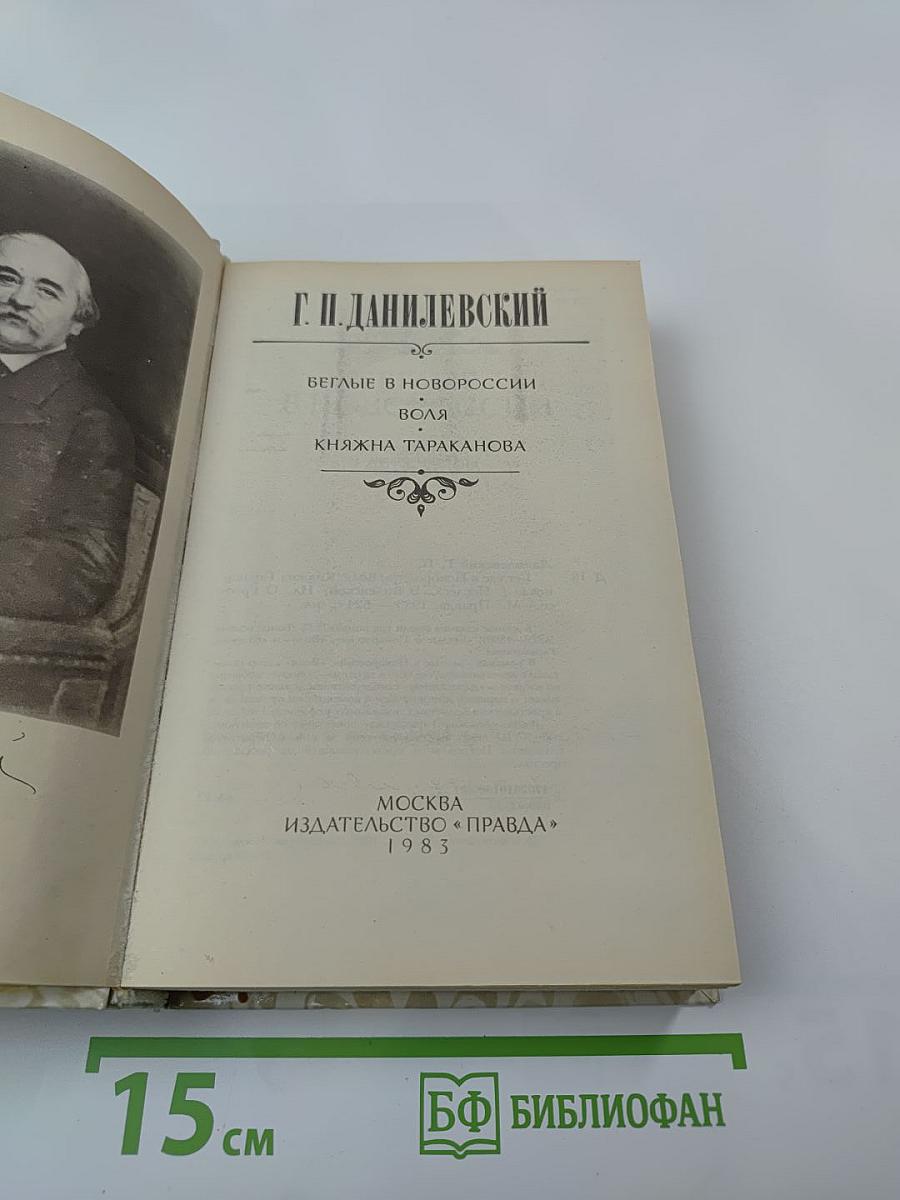 Г. П. ДАНИЛЕВСКИЙ
БЕГЛЫЕ В НОВОРОССИИ
ВОЛЯ
КНЯЖНА ТАРАКАНОВА
МОСКВА
ИЗДАТЕЛЬСТВО «ПРАВДА»
1983
15 см
БФ БИБЛИОФАН